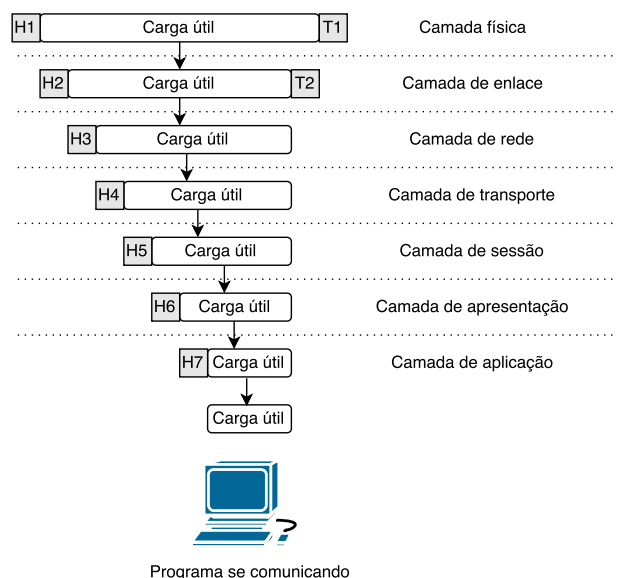 H1 Carga útil T1 Camada física
H2 Carga útil T2 Camada de enlace
H3 Carga útil Camada de rede
H4 Carga útil Camada de transporte
H5 Carga útil Camada de sessão
H6 Carga útil Camada de apresentação
H7 Carga útil Camada de aplicação
Carga útil
Programa se comunicando